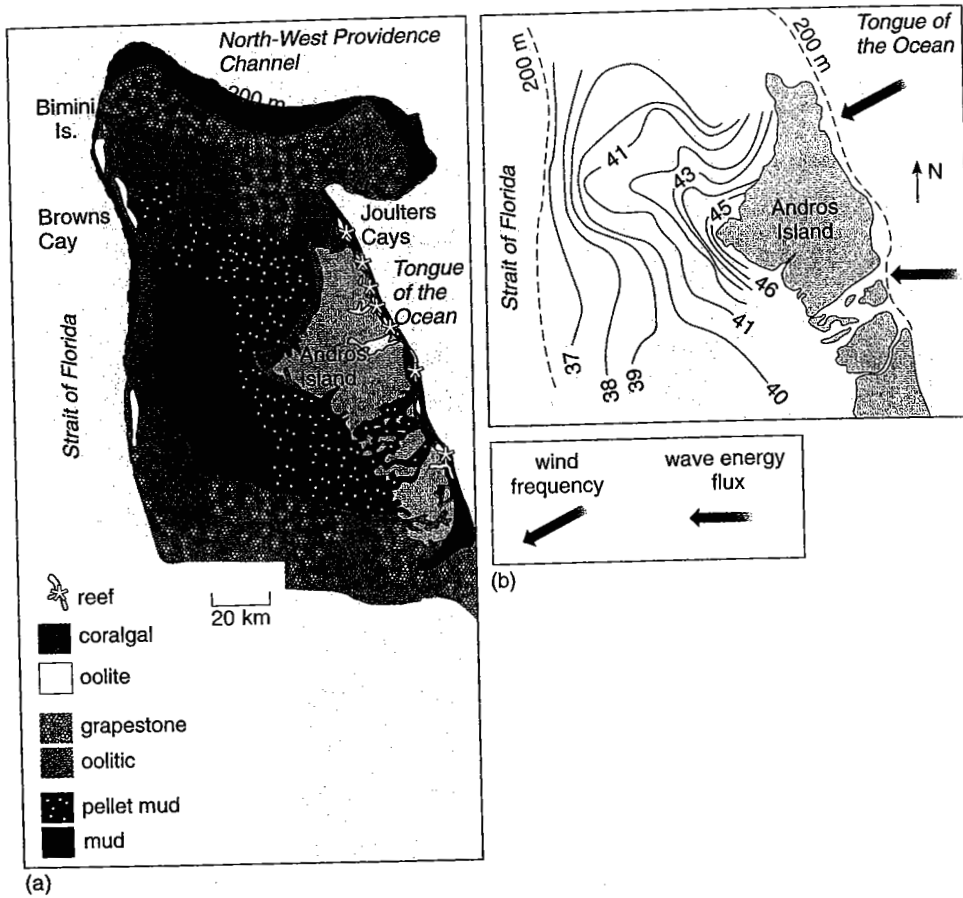 North-West Providence
Channel
200 m
Bimini
Is.
Browns
Cay
Joulters
Cays
Tongue
of the
Ocean
Andros
Island
Strait of Florida
reef
20 km
coralgal
oolite
grapestone
oolitic
pellet mud
mud
(a)
200 m
200 m
Tongue of
the Ocean
N
Strait of Florida
41
43
45
Andros
Island
46
41
37
38
39
40
wind
frequency
wave energy
flux
(b)